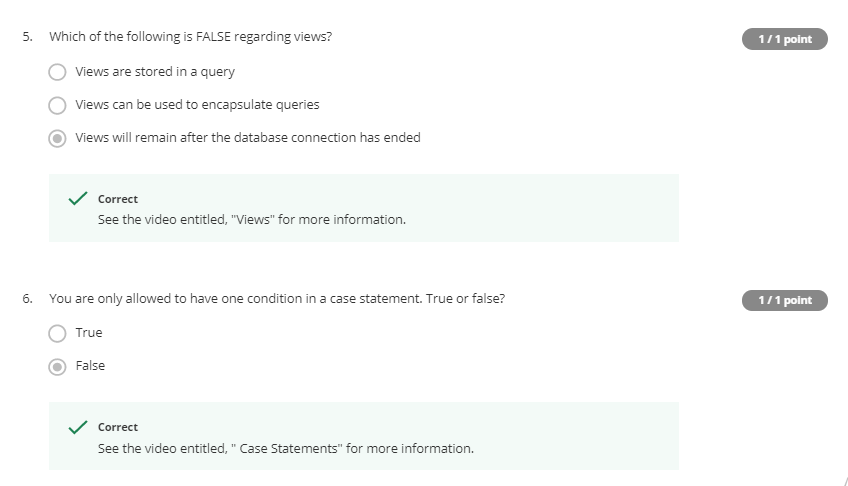 5. Which of the following is FALSE regarding views?
1 / 1 point
Views are stored in a query
Views can be used to encapsulate queries
Views will remain after the database connection has ended
Correct
See the video entitled, "Views" for more information.
6. You are only allowed to have one condition in a case statement. True or false?
1 / 1 point
True
False
Correct
See the video entitled, " Case Statements" for more information.